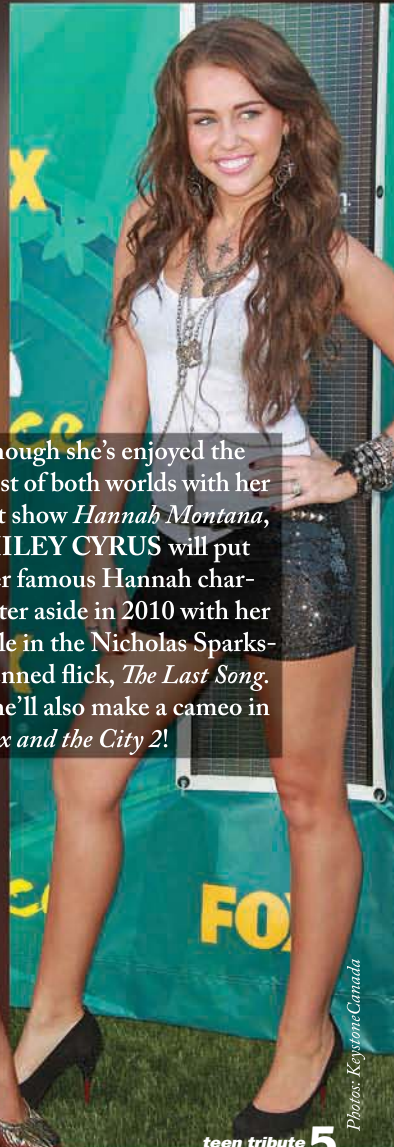 X
hough she's enjoyed the
st of both worlds with her
t show Hannah Montana,
ILEY CYRUS will put
er famous Hannah char-
ter aside in 2010 with her
le in the Nicholas Sparks-
nned flick, The Last Song.
he'll also make a cameo in
x and the City 2!
FOX
Photos: KeystoneCanada
teen tribute 5